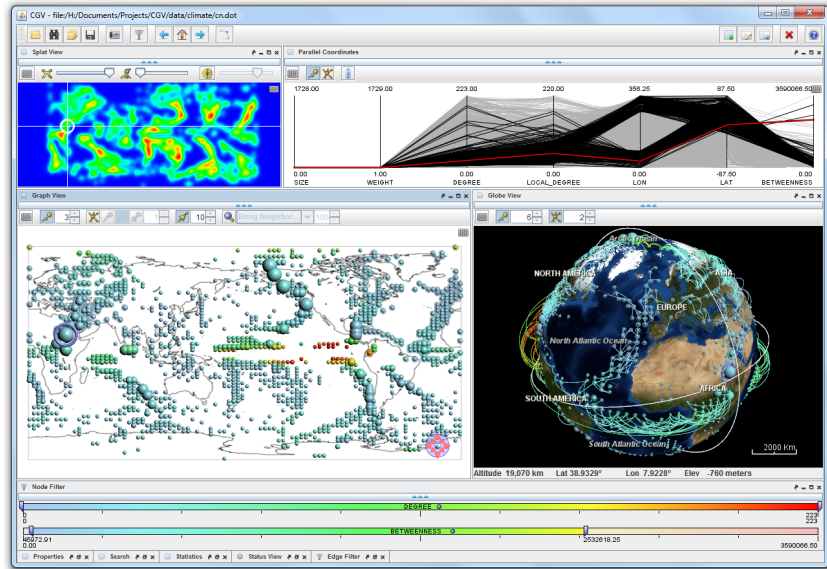 CGV - file:/H:/Documents/Projects/CGV/data/climate/cn.dot
Splat View
Parallel Coordinates
1728.00 1729.00 223.00 220.00 358.25 87.50 3590066.50
0.00 1.00 0.00 0.00 0.00 -87.50 0.00
SIZE WEIGHT DEGREE LOCAL_DEGREE LON LAT BETWEENNESS
Graph View
3 1 10 Bring Neighbor... 100
Globe View
6 2
Arctic Ocean
NORTH AMERICA ASIA
EUROPE
North Atlantic Ocean
AFRICA
SOUTH AMERICA
South Atlantic Ocean
2000 Km
Altitude 19,070 km Lat 38.9329° Lon 7.9228° Elev -760 meters
Node Filter
DEGREE
0 223
0 223
BETWEENNESS
45972.91 2532618.25
0.00 3590066.50
Properties Search Statistics Status View Edge Filter